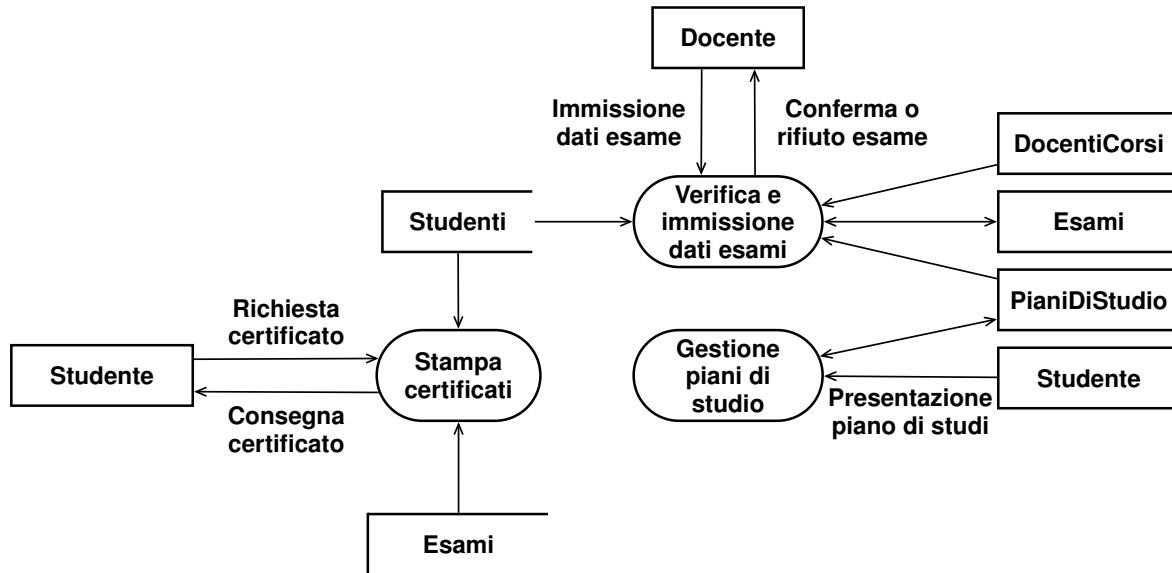 Docente
Immissione
dati esame
Conferma o
rifiuto esame
DocentiCorsi
Studenti
Verifica e
immissione
dati esami
Esami
PianiDiStudio
Richiesta
certificato
Studente
Stampa
certificati
Gestione
piani di
studio
Studente
Consegna
certificato
Presentazione
piano di studi
Esami